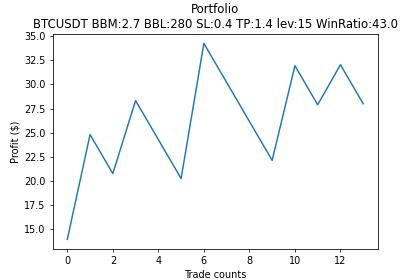 Portfolio
BTCUSDT BBM:2.7 BBL:280 SL:0.4 TP:1.4 lev:15 WinRatio:43.0
35.0
32.5
30.0
27.5
25.0
22.5
20.0
17.5
15.0
Profit ($)
0 2 4 6 8 10 12
Trade counts